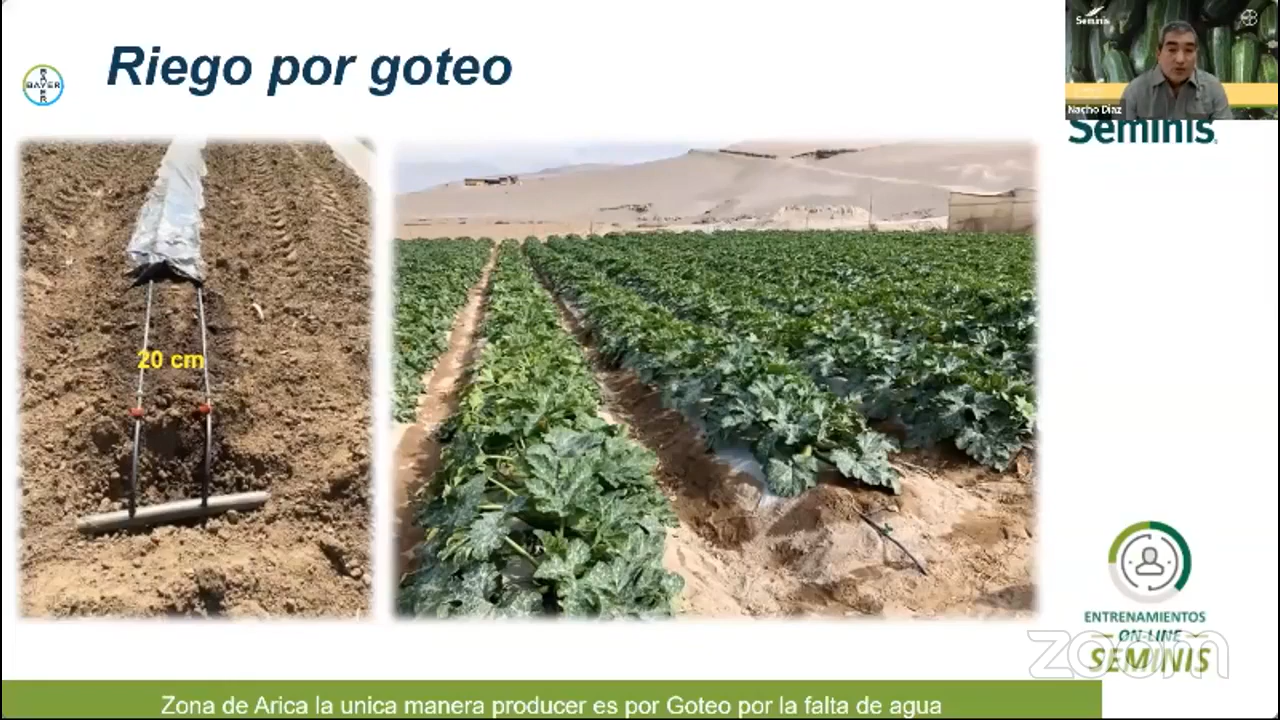 Riego por goteo
BAYER
BAYER
Seminis
Nacho Diaz
Seminis
20 cm
ENTRENAMIENTOS
ON-LINE
SEMINIS
zoom
Zona de Arica la unica manera producer es por Goteo por la falta de agua